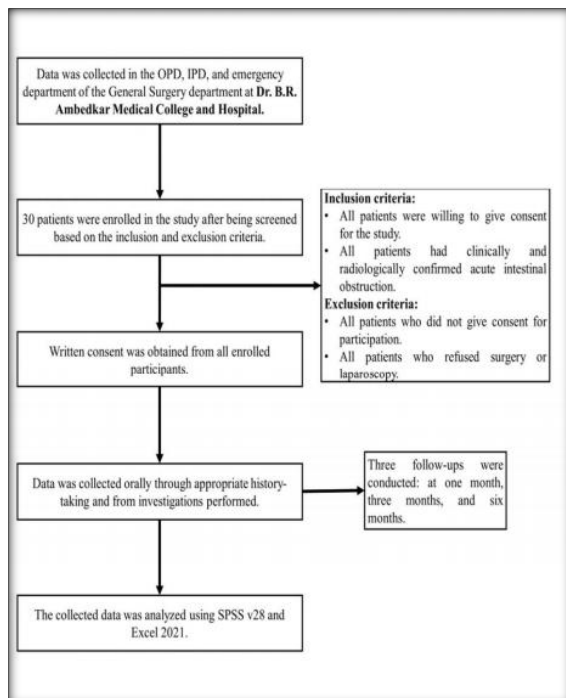 Data was collected in the OPD, IPD, and emergency
department of the General Surgery department at Dr. B.R.
Ambedkar Medical College and Hospital.
30 patients were enrolled in the study after being screened
based on the inclusion and exclusion criteria.
Inclusion criteria:
• All patients were willing to give consent
for the study.
• All patients had clinically and
radiologically confirmed acute intestinal
obstruction.
Exclusion criteria:
• All patients who did not give consent for
participation.
• All patients who refused surgery or
laparoscopy.
Written consent was obtained from all enrolled
participants.
Data was collected orally through appropriate history-
taking and from investigations performed.
Three follow-ups were
conducted: at one month,
three months, and six
months.
The collected data was analyzed using SPSS v28 and
Excel 2021.